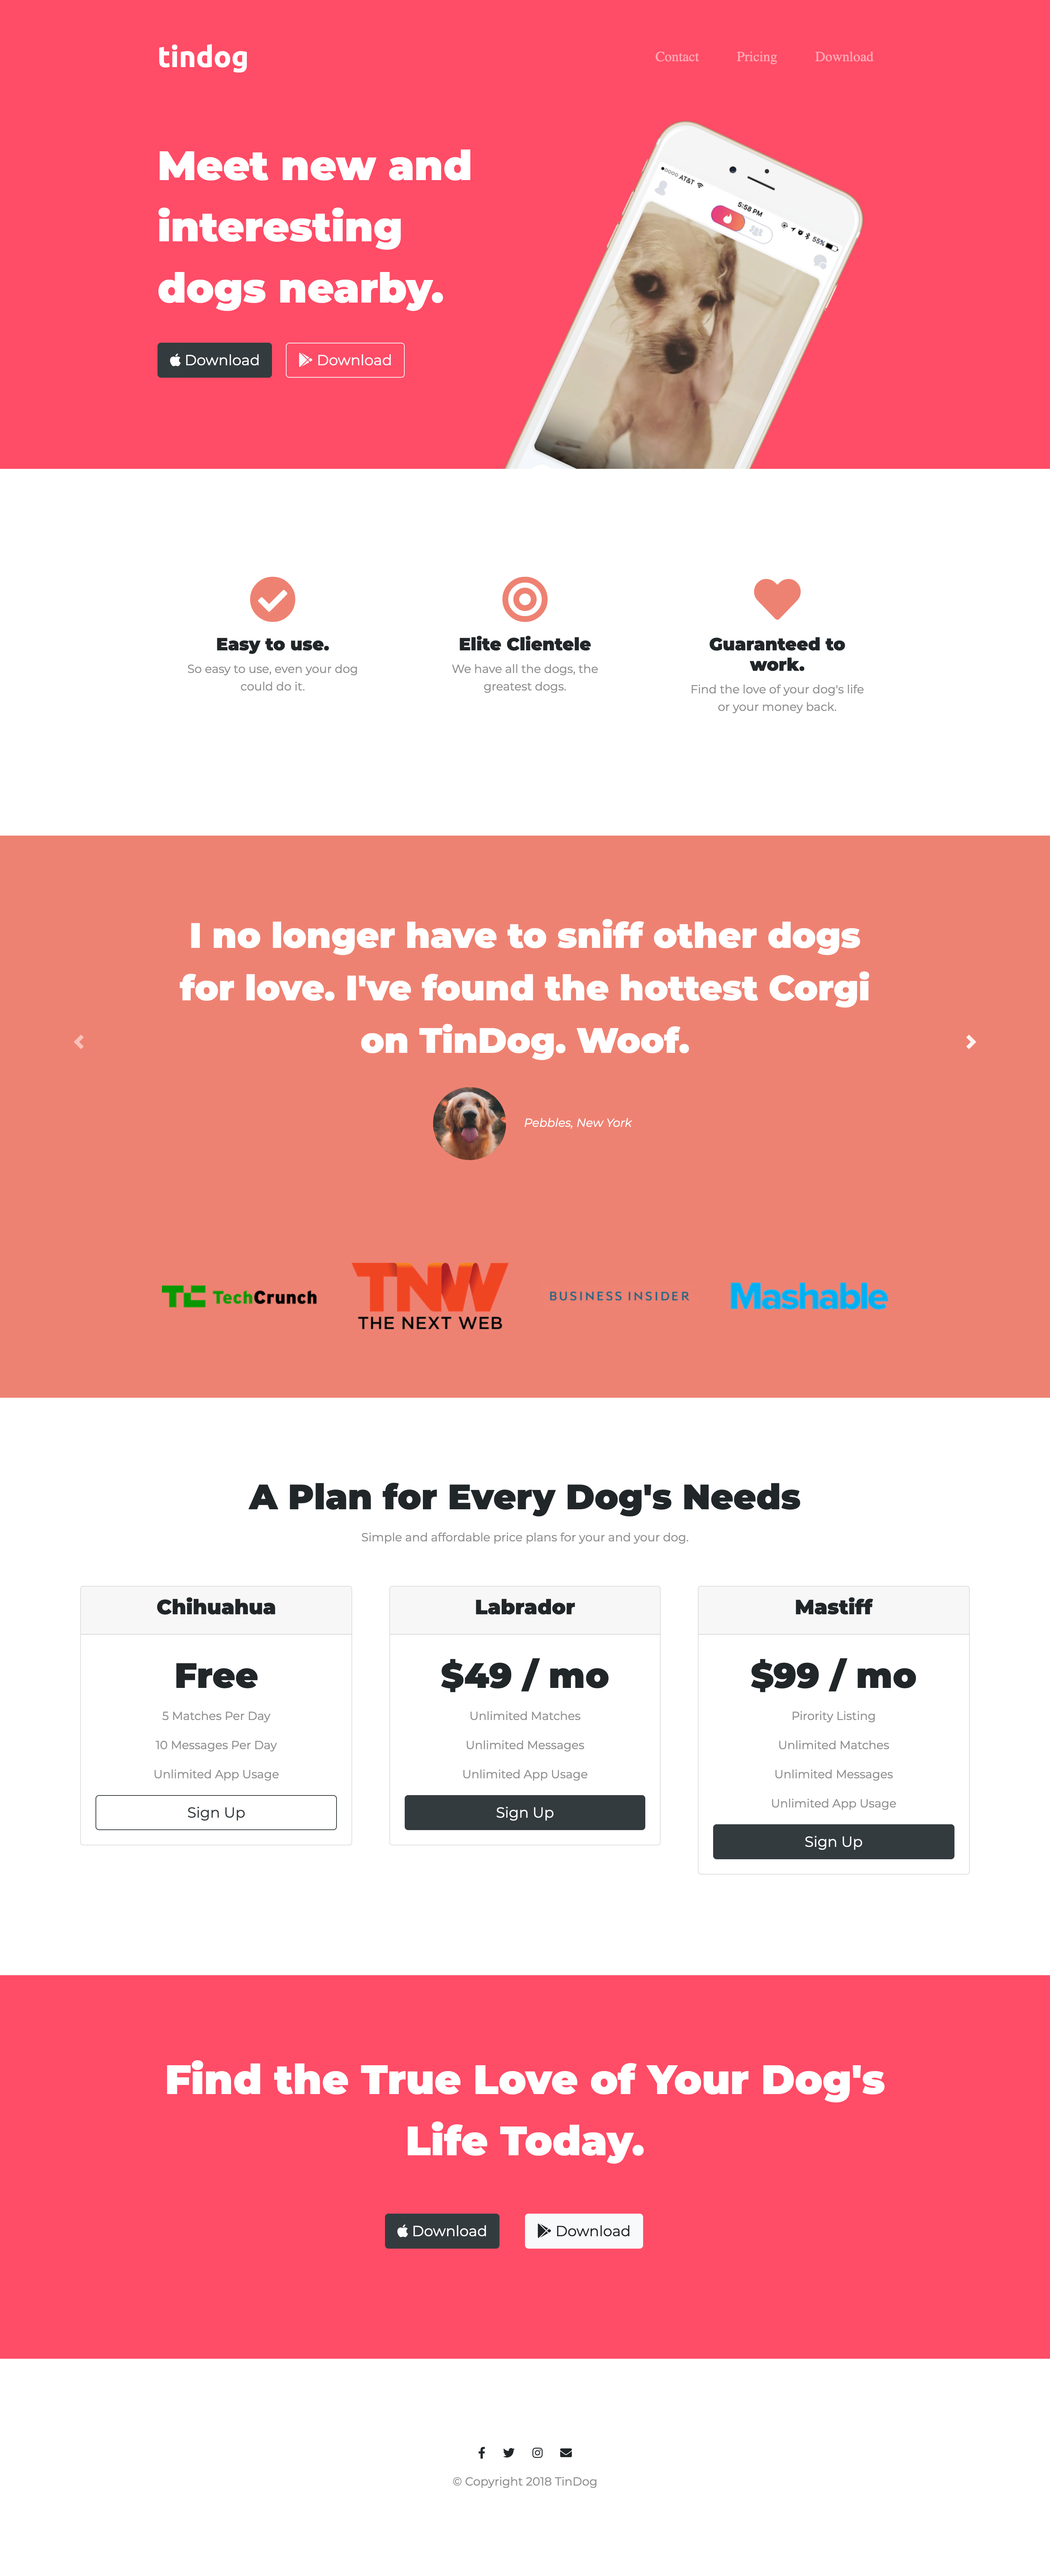 tindog
Contact
Pricing
Download
Meet new and
interesting
dogs nearby.
Download
Download
AT&T
5:58 PM
55%
Easy to use.
So easy to use, even your dog
could do it.
Elite Clientele
We have all the dogs, the
greatest dogs.
Guaranteed to
work.
Find the love of your dog's life
or your money back.
I no longer have to sniff other dogs
for love. I've found the hottest Corgi
on TinDog. Woof.
Pebbles, New York
TC TechCrunch
TNW
THE NEXT WEB
BUSINESS INSIDER
Mashable
A Plan for Every Dog's Needs
Simple and affordable price plans for your and your dog.
Chihuahua
Free
5 Matches Per Day
10 Messages Per Day
Unlimited App Usage
Sign Up
Labrador
$49 / mo
Unlimited Matches
Unlimited Messages
Unlimited App Usage
Sign Up
Mastiff
$99 / mo
Pirority Listing
Unlimited Matches
Unlimited Messages
Unlimited App Usage
Sign Up
Find the True Love of Your Dog's
Life Today.
Download
Download
© Copyright 2018 TinDog